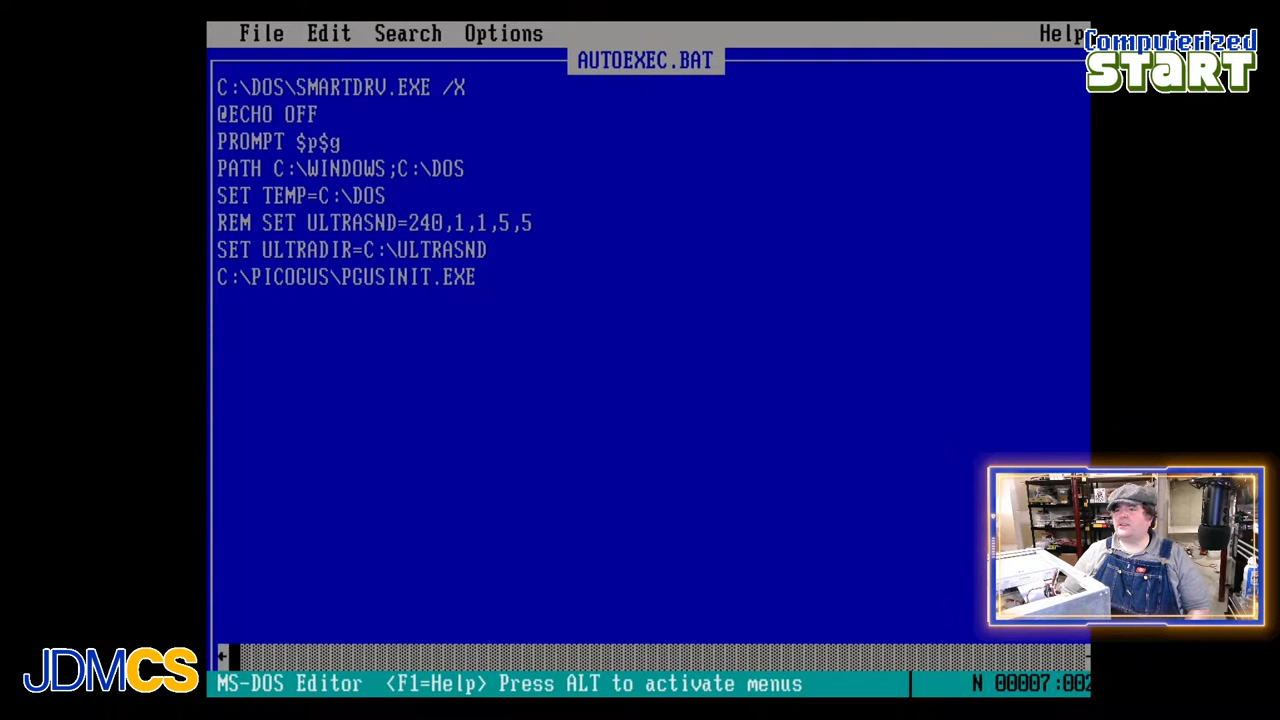 File Edit Search Options Help
AUTOEXEC.BAT
C:\DOS\SMARTDRV.EXE /X
@ECHO OFF
PROMPT $p$g
PATH C:\WINDOWS;C:\DOS
SET TEMP=C:\DOS
REM SET ULTRASND=240,1,1,5,5
SET ULTRADIR=C:\ULTRASND
C:\PICOGUS\PGUSINIT.EXE
MS-DOS Editor <F1=Help> Press ALT to activate menus
N 00007:002
Computerized
START
JDMCS